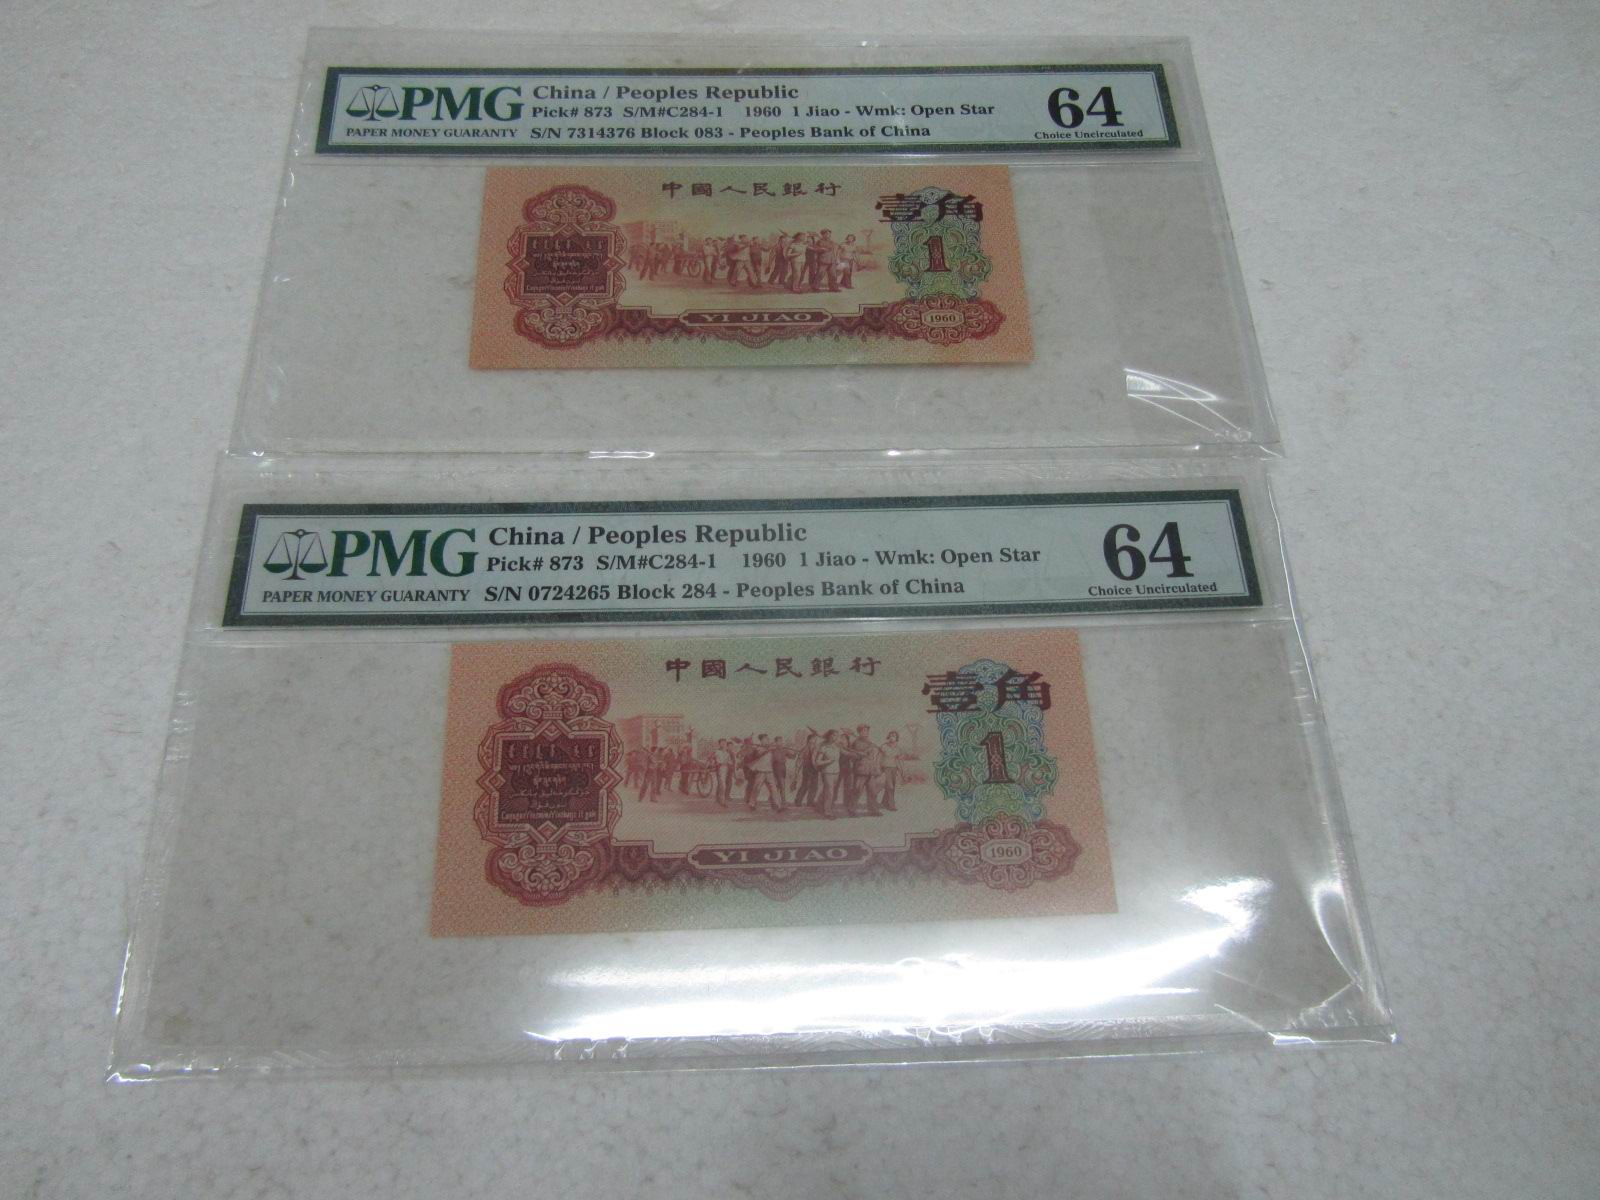 PMG
PAPER MONEY GUARANTY
China / Peoples Republic
Pick# 873 S/M#C284-1 1960 1 Jiao - Wmk: Open Star
S/N 7314376 Block 083 - Peoples Bank of China
64
Choice Uncirculated
中國人民銀行
壹角
1
YI JIAO
1960
PMG
PAPER MONEY GUARANTY
China / Peoples Republic
Pick# 873 S/M#C284-1 1960 1 Jiao - Wmk: Open Star
S/N 0724265 Block 284 - Peoples Bank of China
64
Choice Uncirculated
中國人民銀行
壹角
1
YI JIAO
1960